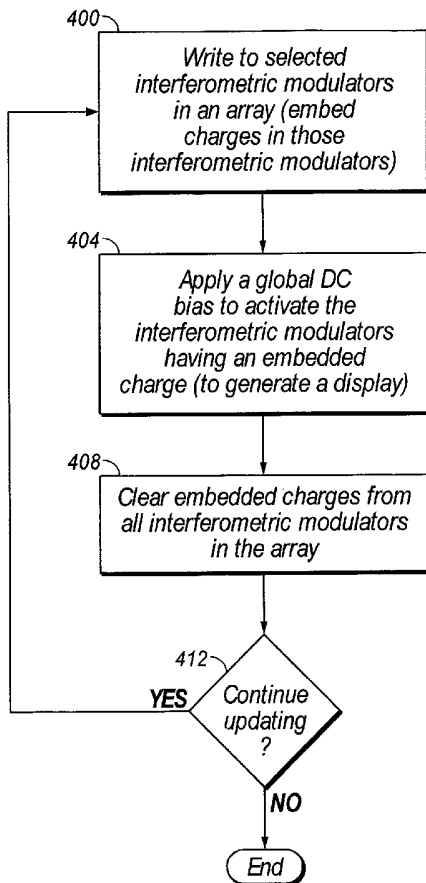 400
Write to selected
interferometric modulators
in an array (embed
charges in those
interferometric modulators)
404
Apply a global DC
bias to activate the
interferometric modulators
having an embedded
charge (to generate a display)
408
Clear embedded charges from
all interferometric modulators
in the array
412
YES
Continue
updating
?
NO
End